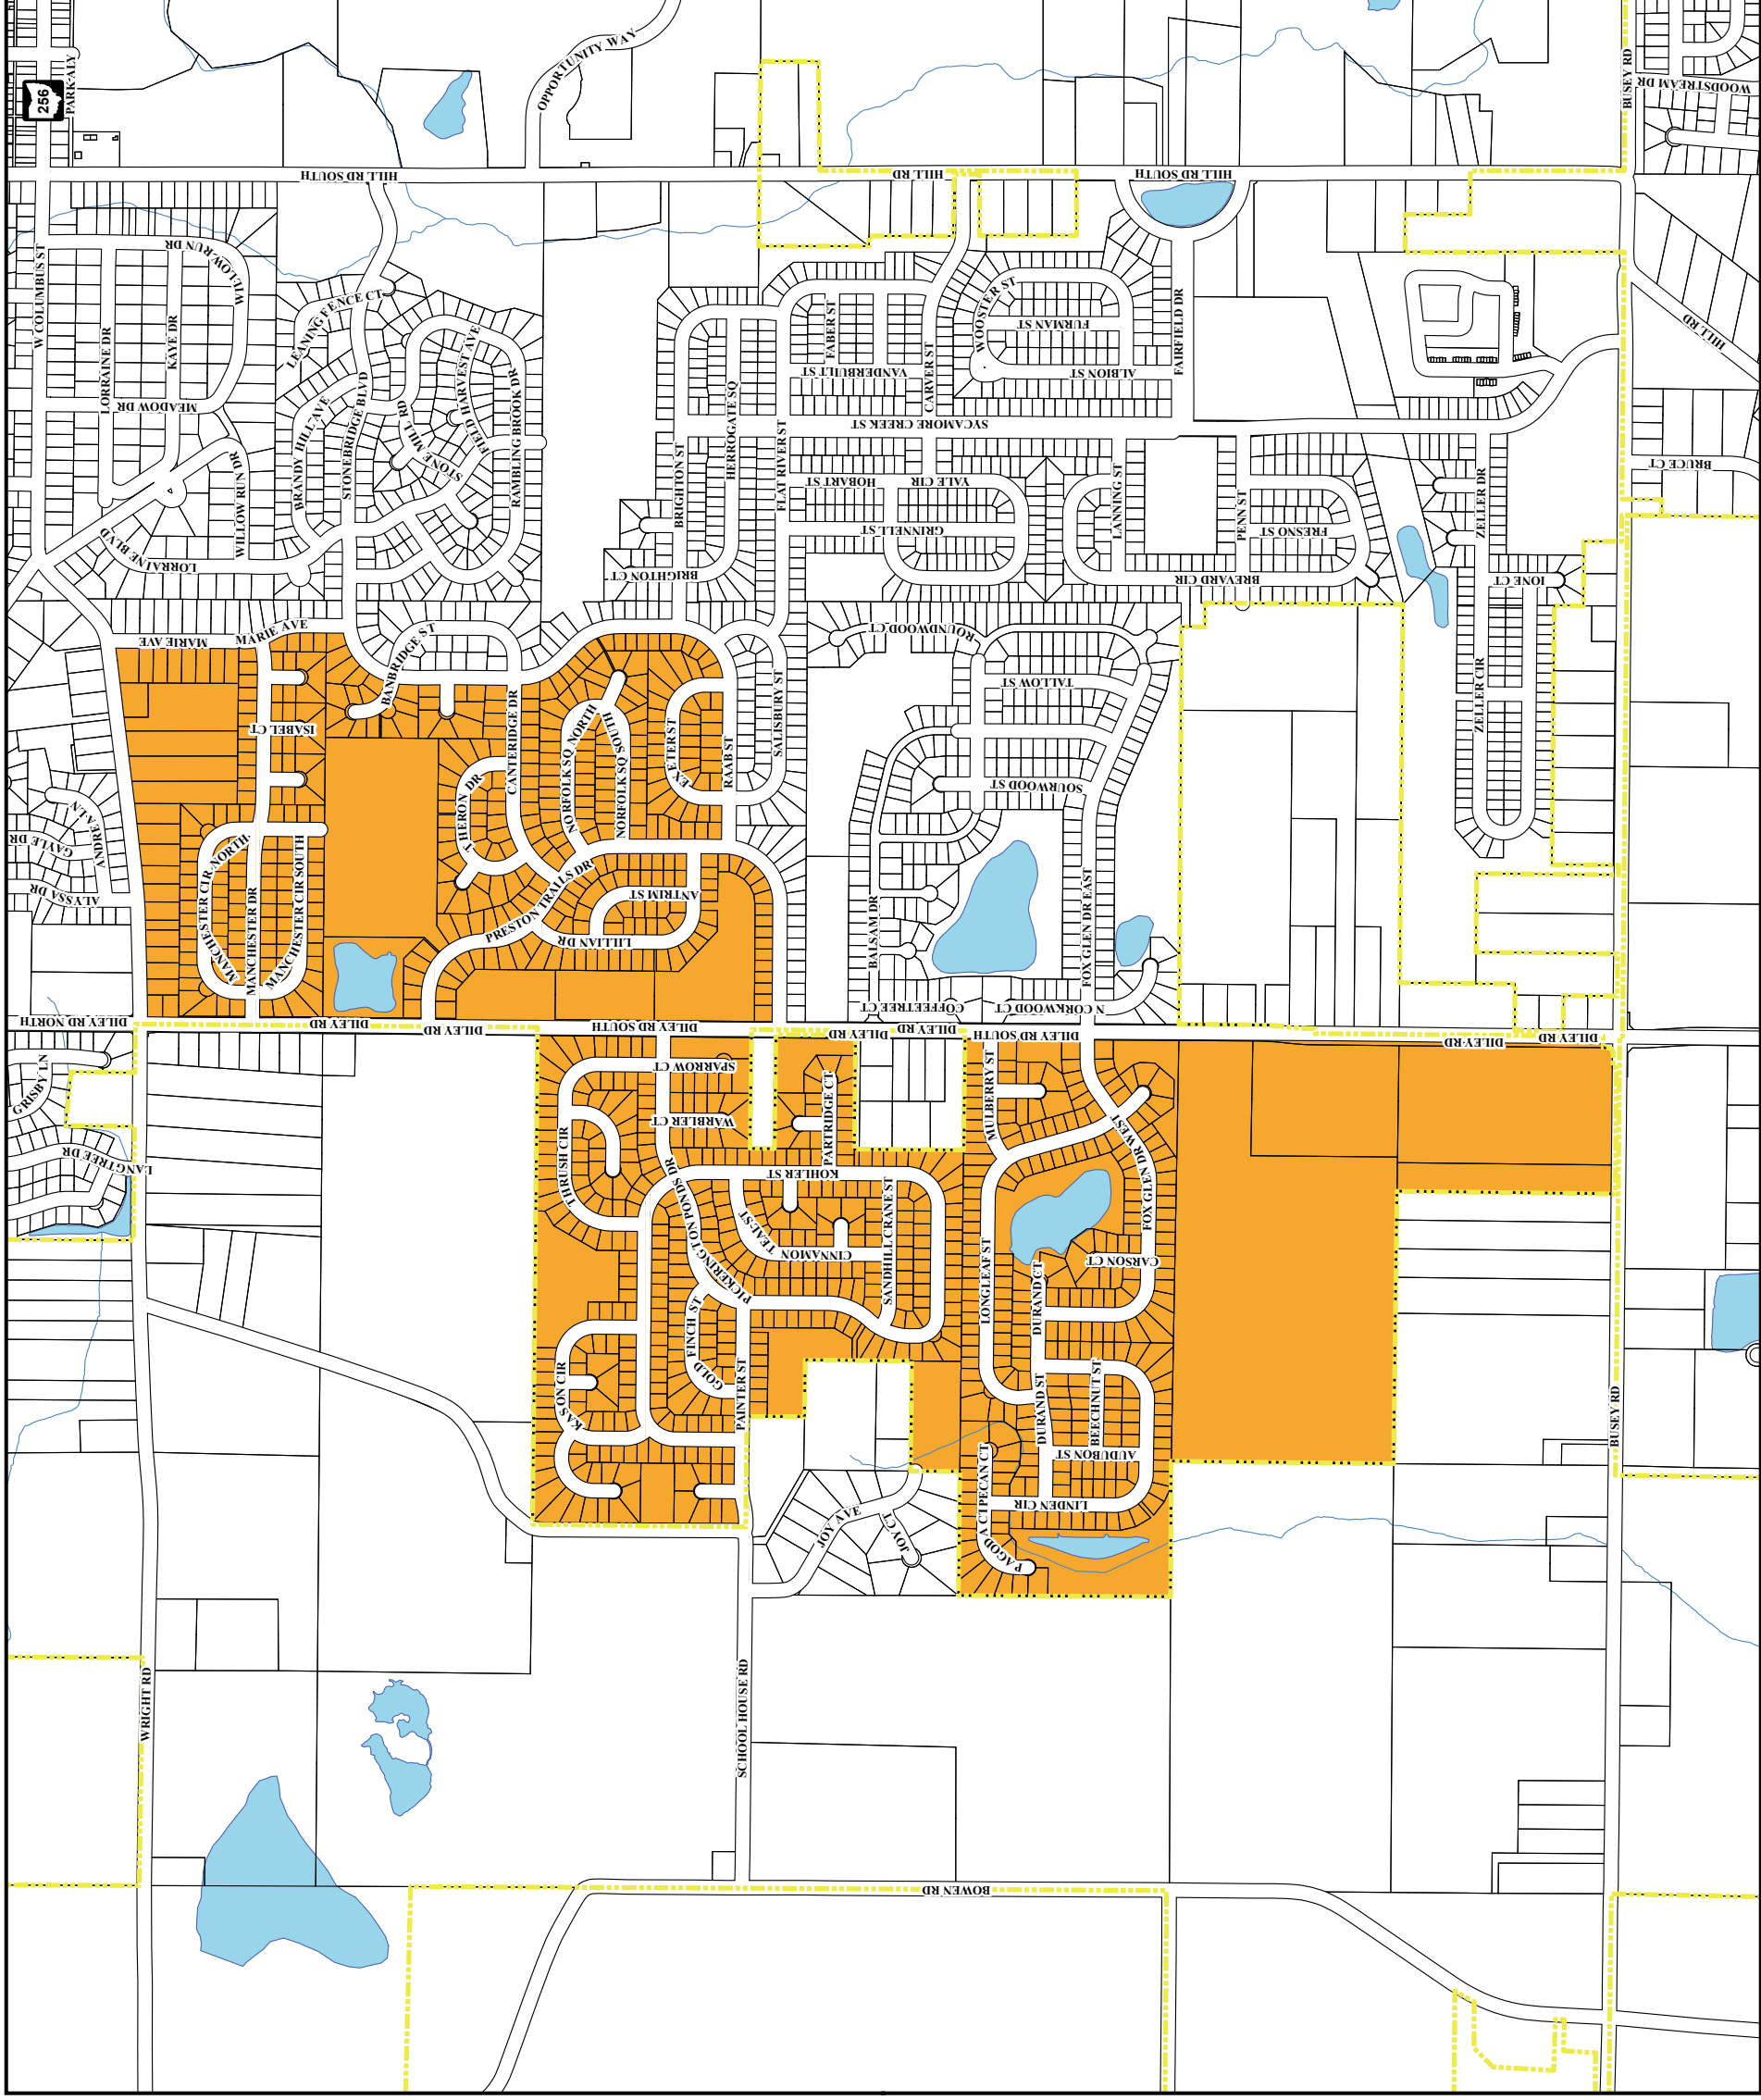 256
PARK ALY
OPPORTUNITY WAY
BUSEY RD
WOODSTREAM DR
HILL RD SOUTH
HILL RD
HILL RD SOUTH
W COLUMBUS ST
WILLOW RUN DR
LORRAINE DR
KAYE DR
LEANING FENCE CT
MEADOW DR
BRANDY HILL AVE
STONEBRIDGE BLVD
STONE MILL RD
FIELD HARVEST AVE
RAMBLING BROOK DR
WILLOW RUN DR
LORRAINE BLVD
FABER ST
WOOSTER ST
FURMAN ST
FAIRFIELD DR
HILL RD
VANDERBUILT ST
CARVER ST
ALBION ST
HERROGATE SQ
SYCAMORE CREEK ST
BRIGHTON ST
FLAT RIVER ST
HOBART ST
YALE CIR
LANNING ST
PENN ST
FRESNO ST
GRINNELL ST
ZELLER DR
BRUCE CT
BRIGHTON CT
BREVARD CIR
IONE CT
MARIE AVE
MARIE AVE
BANBRIDGE ST
ROUNDWOOD CT
TALLOW ST
ZELLER CIR
ISABEL CT
CANTERIDGE DR
NORFOLK SQ NORTH
NORFOLK SQ SOUTH
EXETER ST
RAAB ST
SALISBURY ST
THERON DR
SOURWOOD ST
ANDREA LN
GAYLE DR
ALYSSA DR
MANCHESTER CIR NORTH
MANCHESTER DR
MANCHESTER CIR SOUTH
PRESTON TRAILS DR
ANTRIM ST
LILLIAN DR
BALSAM DR
FOX GLEN DR EAST
COFFEETREE CT
N CORKWOOD CT
DILEY RD NORTH
DILEY RD
DILEY RD
DILEY RD SOUTH
DILEY RD
DILEY RD
DILEY RD SOUTH
DILEY RD
DILEY RD
GRISBY LN
SPARROW CT
MULBERRY ST
WARBLER CT
PARTRIDGE CT
FOX GLEN DR WEST
LANGTREE DR
THRUSH CIR
KOHLER ST
PICKERINGTON PONDS DR
TEAL ST
CINNAMON
SANDHILL CRANE ST
LONGLEAF ST
CARSON CT
DURAND CT
GOLD FINCH ST
KASON CIR
PAINTER ST
DURAND ST
BEECHNUT ST
AUDUBON ST
BUSEY RD
PECAN CT
LINDEN CIR
PAGODA CT
JOY AVE
JOY CT
WRIGHT RD
SCHOOL HOUSE RD
BOWEN RD